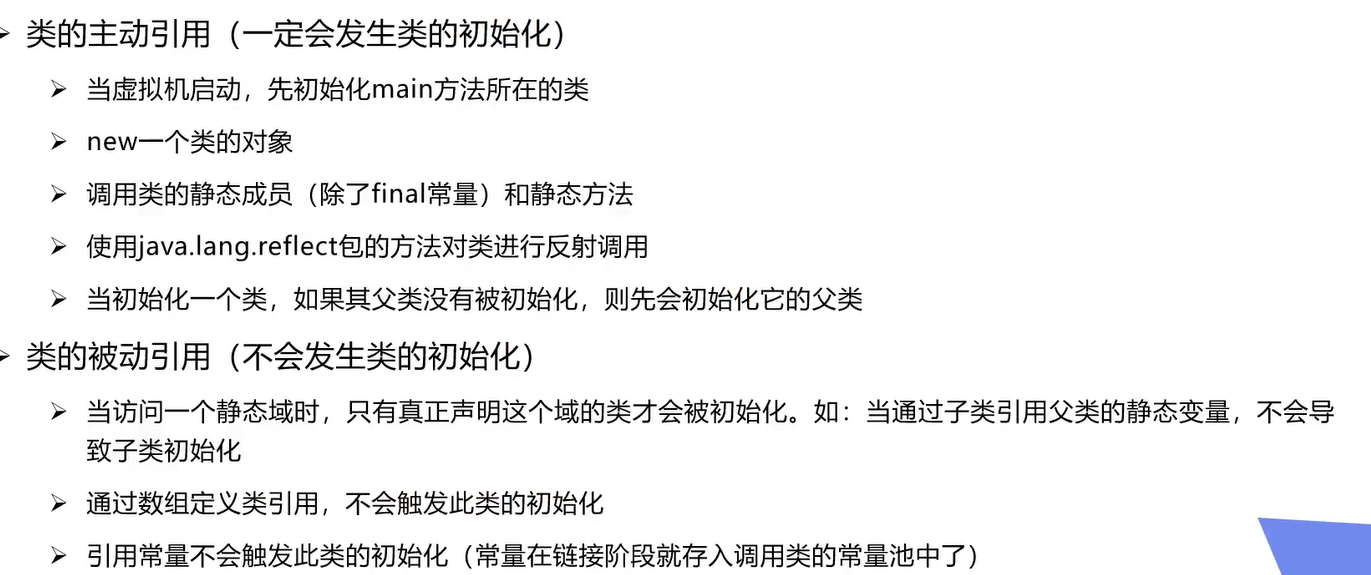 类的主动引用（一定会发生类的初始化）
当虚拟机启动，先初始化main方法所在的类
new一个类的对象
调用类的静态成员（除了final常量）和静态方法
使用java.lang.reflect包的方法对类进行反射调用
当初始化一个类，如果其父类没有被初始化，则先会初始化它的父类
类的被动引用（不会发生类的初始化）
当访问一个静态域时，只有真正声明这个域的类才会被初始化。如：当通过子类引用父类的静态变量，不会导
致子类初始化
通过数组定义类引用，不会触发此类的初始化
引用常量不会触发此类的初始化（常量在链接阶段就存入调用类的常量池中了）